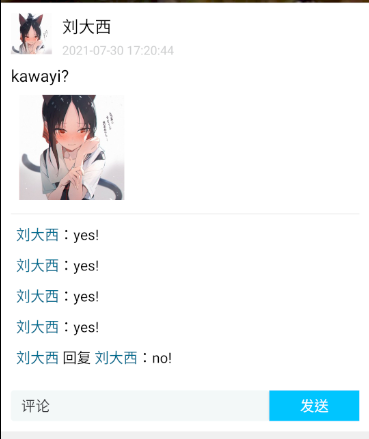 刘大西
2021-07-30 17:20:44
kawayi?
刘大西：yes!
刘大西：yes!
刘大西：yes!
刘大西：yes!
刘大西 回复 刘大西：no!
评论
发送